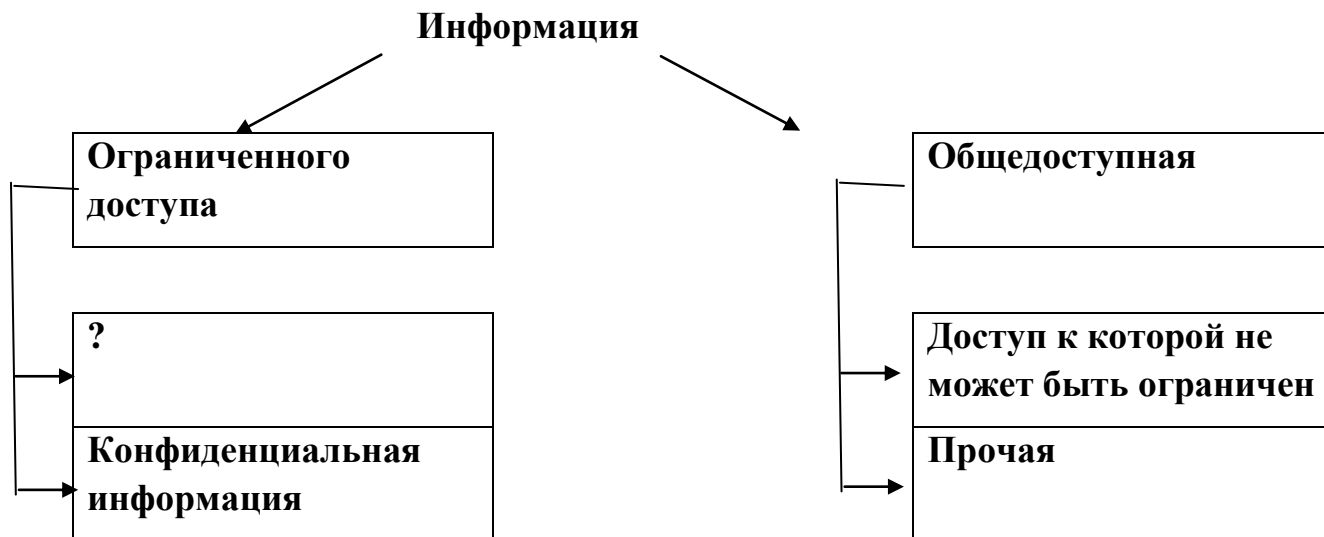 Информация
Ограниченного
доступа
Общедоступная
?
Доступ к которой не
может быть ограничен
Конфиденциальная
информация
Прочая